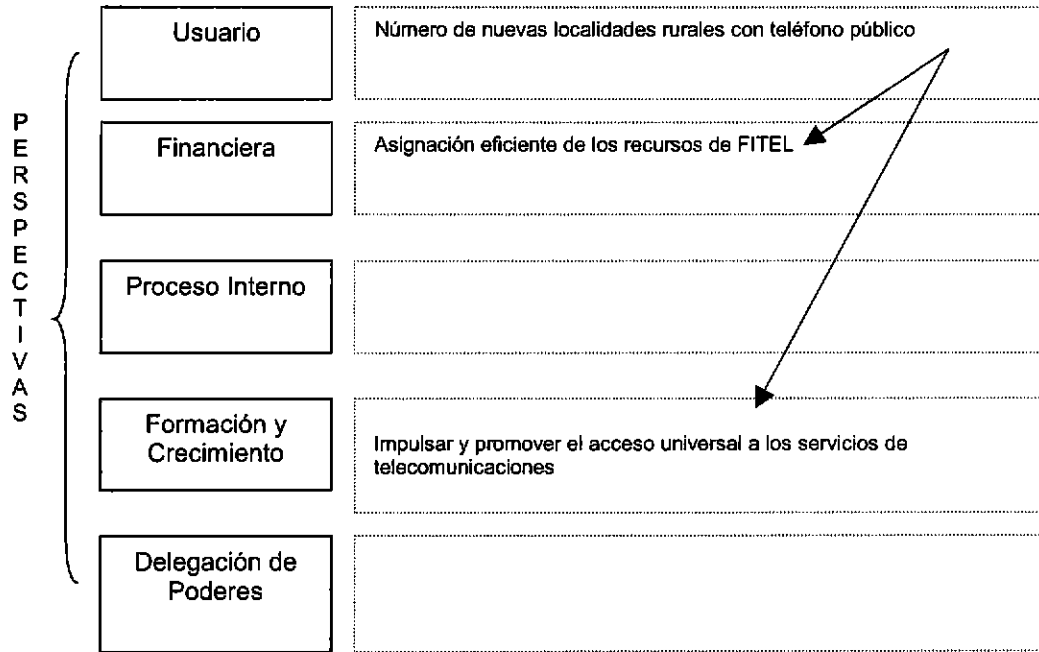 PERSPECTIVAS
Usuario
Número de nuevas localidades rurales con teléfono público
Financiera
Asignación eficiente de los recursos de FITEL
Proceso Interno
Formación y
Crecimiento
Impulsar y promover el acceso universal a los servicios de
telecomunicaciones
Delegación de
Poderes